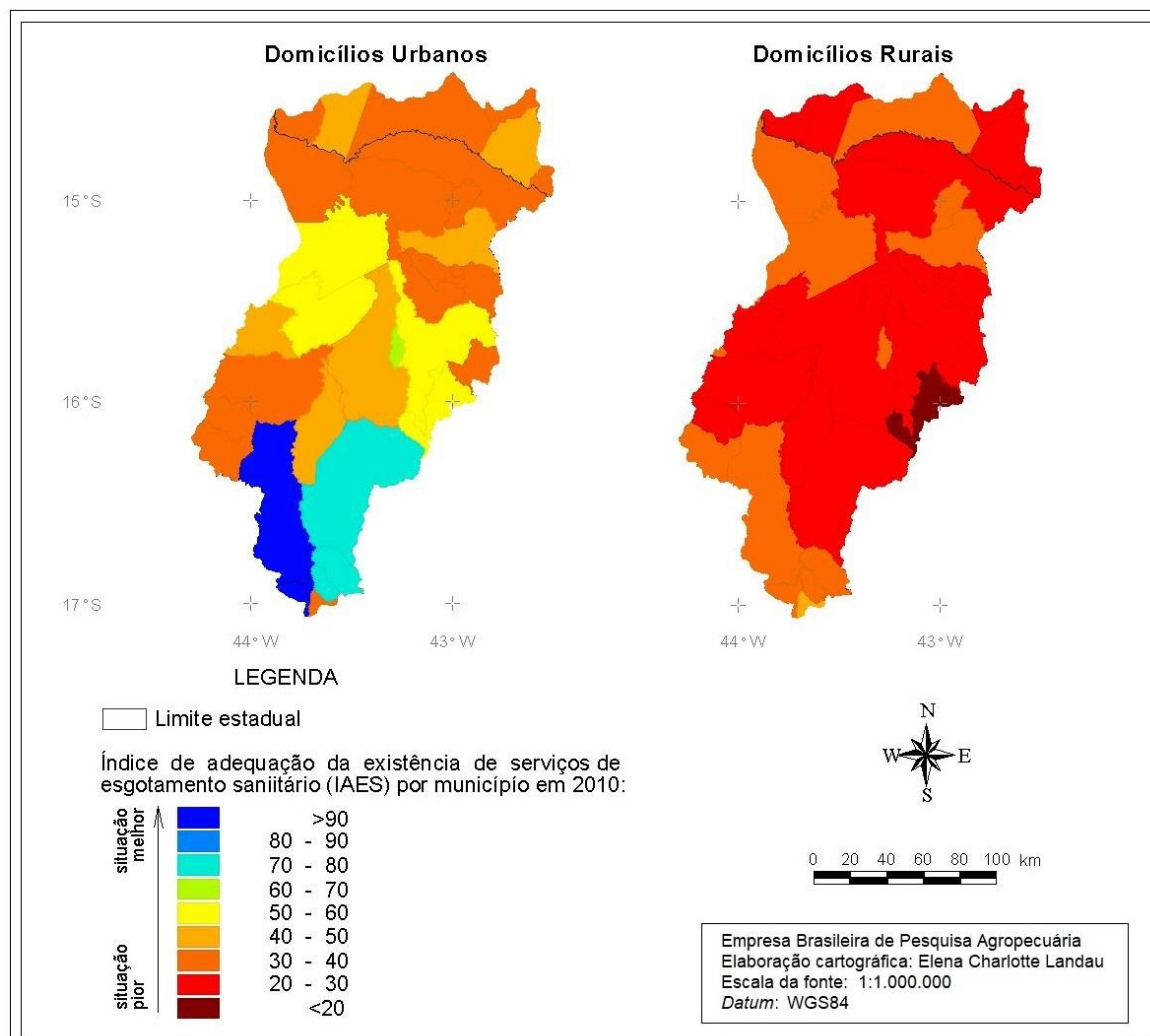 Domicílios Urbanos
Domicílios Rurais
15°S
16°S
17°S
44°W
43°W
44°W
43°W
LEGENDA
Limite estadual
Índice de adequação da existência de serviços de
esgotamento saniitário (IAES) por município em 2010:
situação melhor
situação pior
>90
80 - 90
70 - 80
60 - 70
50 - 60
40 - 50
30 - 40
20 - 30
<20
N
W
E
S
0 20 40 60 80 100 km
Empresa Brasileira de Pesquisa Agropecuária
Elaboração cartográfica: Elena Charlotte Landau
Escala da fonte: 1:1.000.000
Datum: WGS84